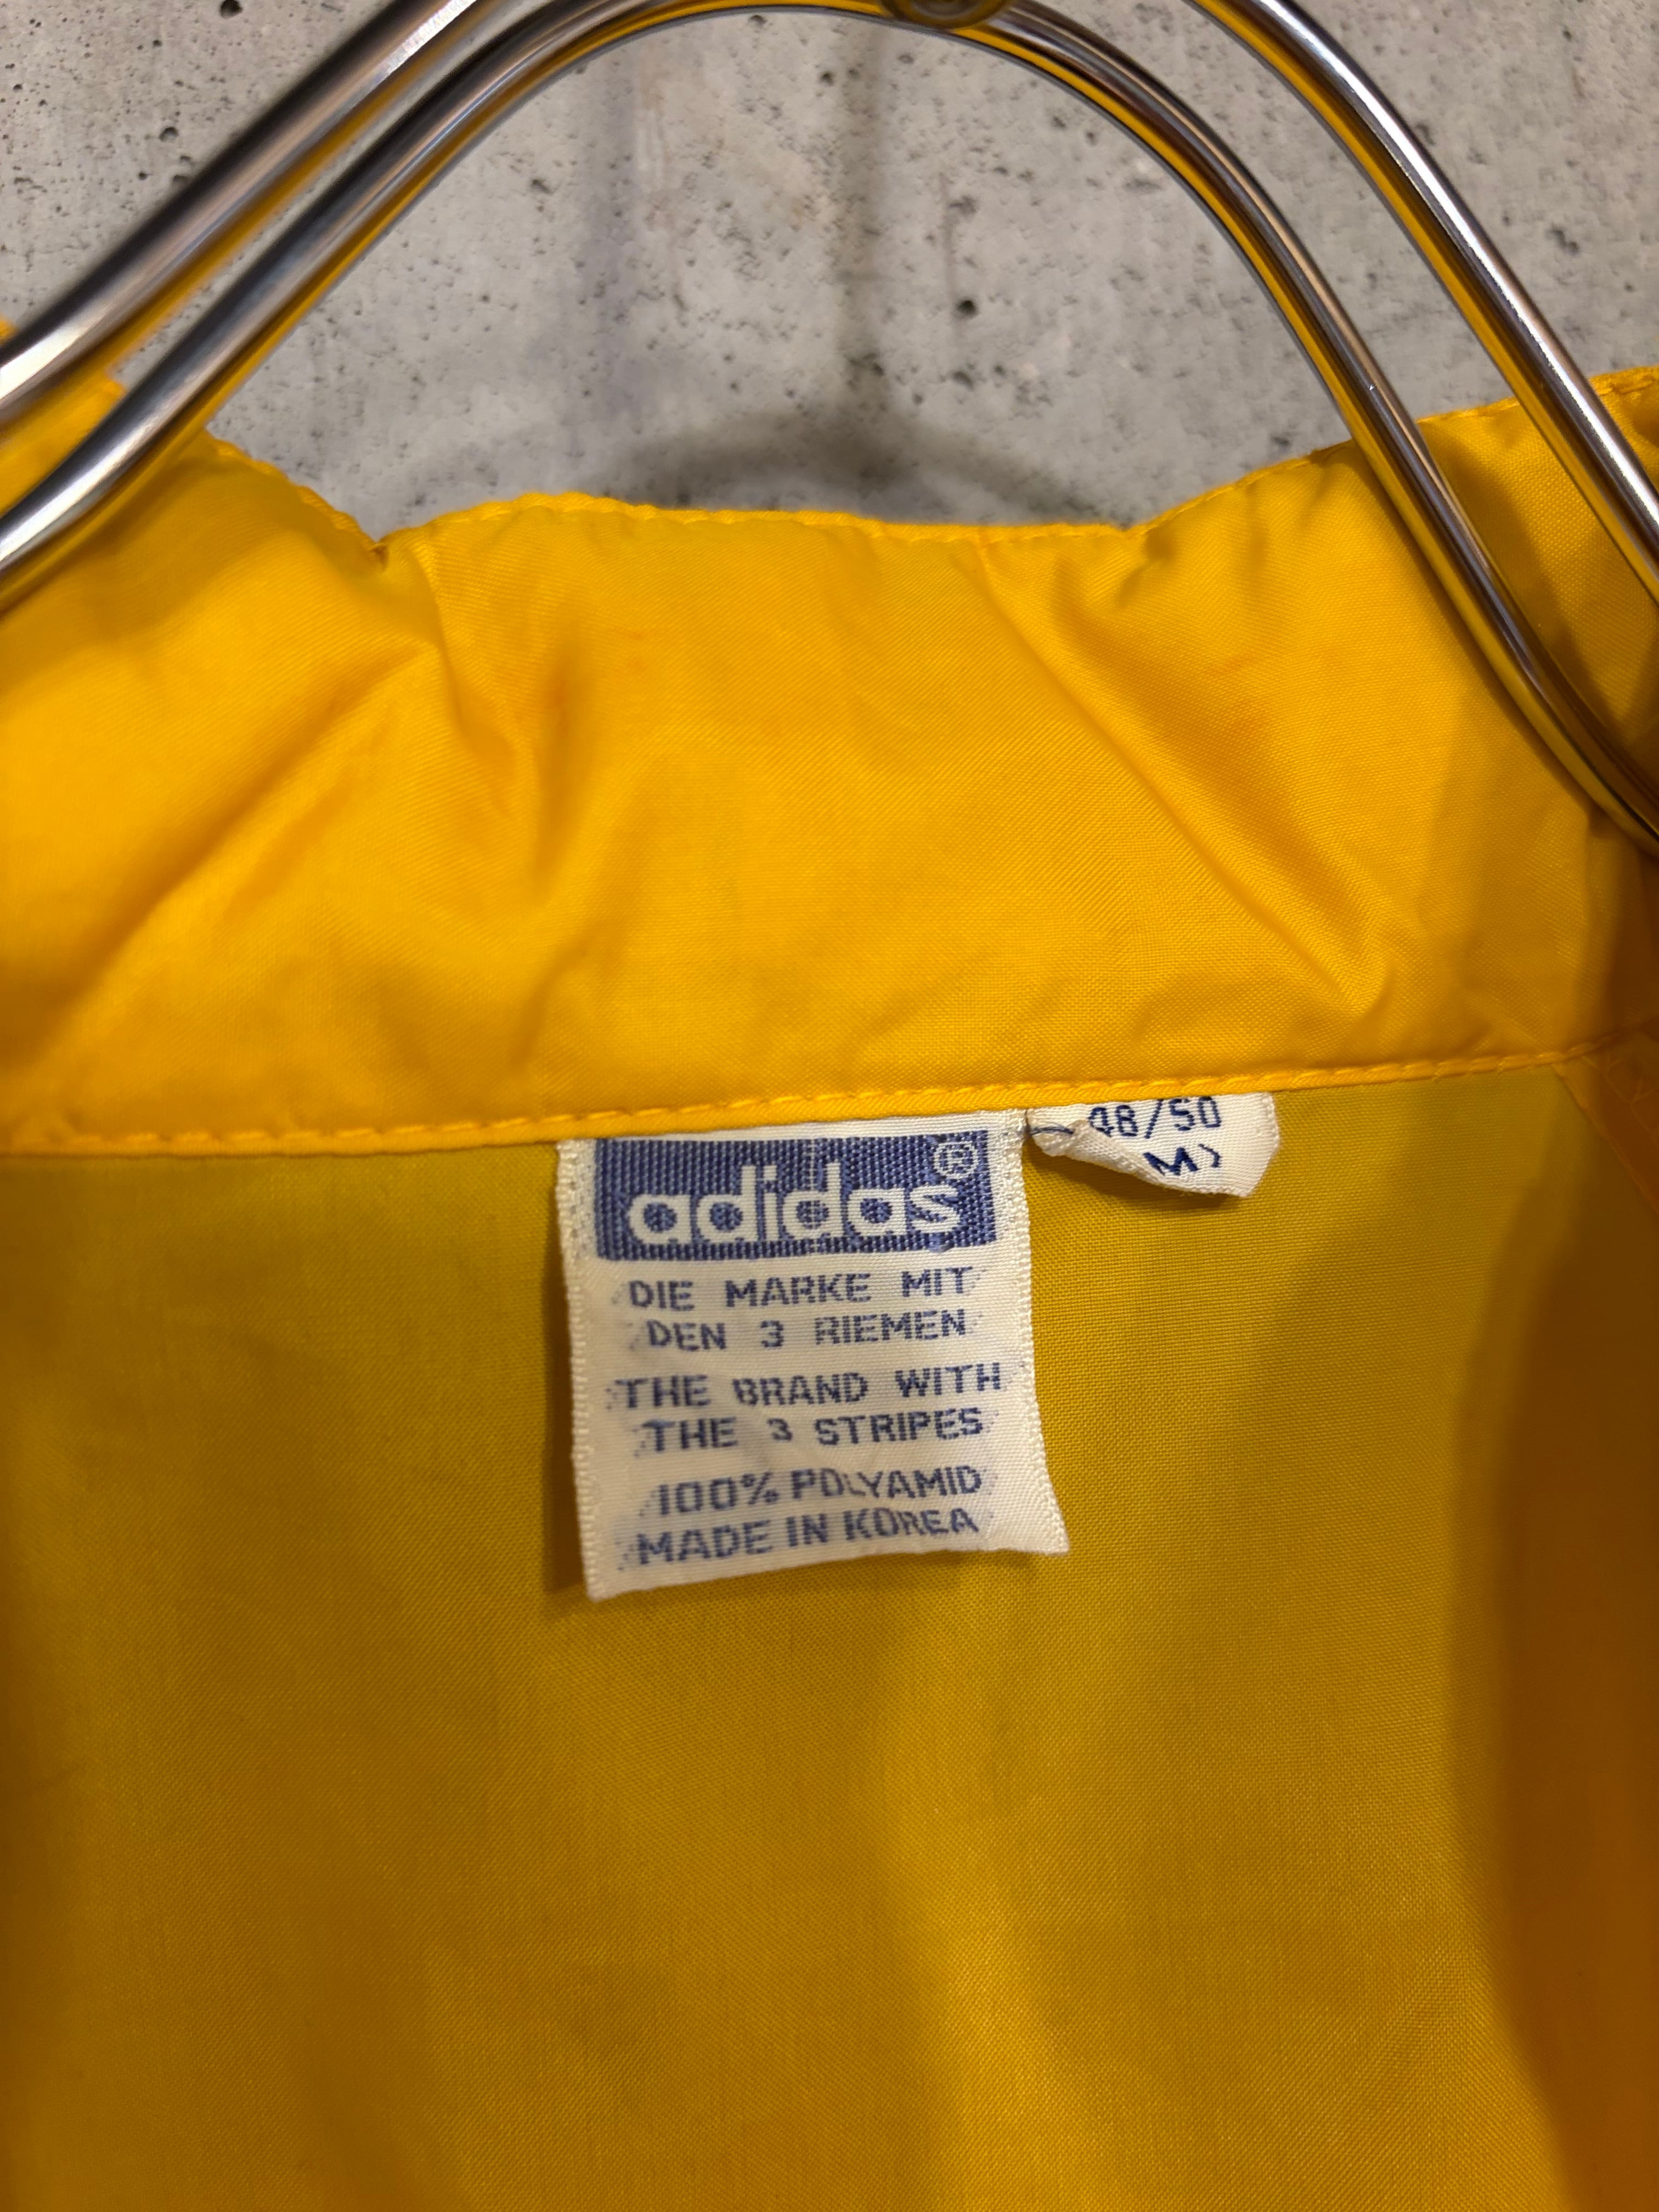 adidas®
DIE MARKE MIT
DEN 3 RIEMEN
THE BRAND WITH
THE 3 STRIPES
100% POLYAMID
MADE IN KOREA
48/50
M